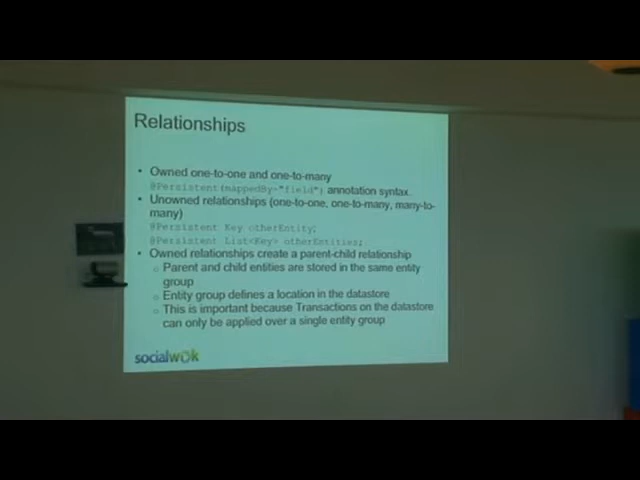 Relationships
• Owned one-to-one and one-to-many
@Persistent(mappedBy="field") annotation syntax.
• Unowned relationships (one-to-one, one-to-many, many-to-
many)
@Persistent Key otherEntity;
@Persistent List<Key> otherEntities;
• Owned relationships create a parent-child relationship
o Parent and child entities are stored in the same entity
group
o Entity group defines a location in the datastore
o This is important because Transactions on the datastore
can only be applied over a single entity group
socialwok